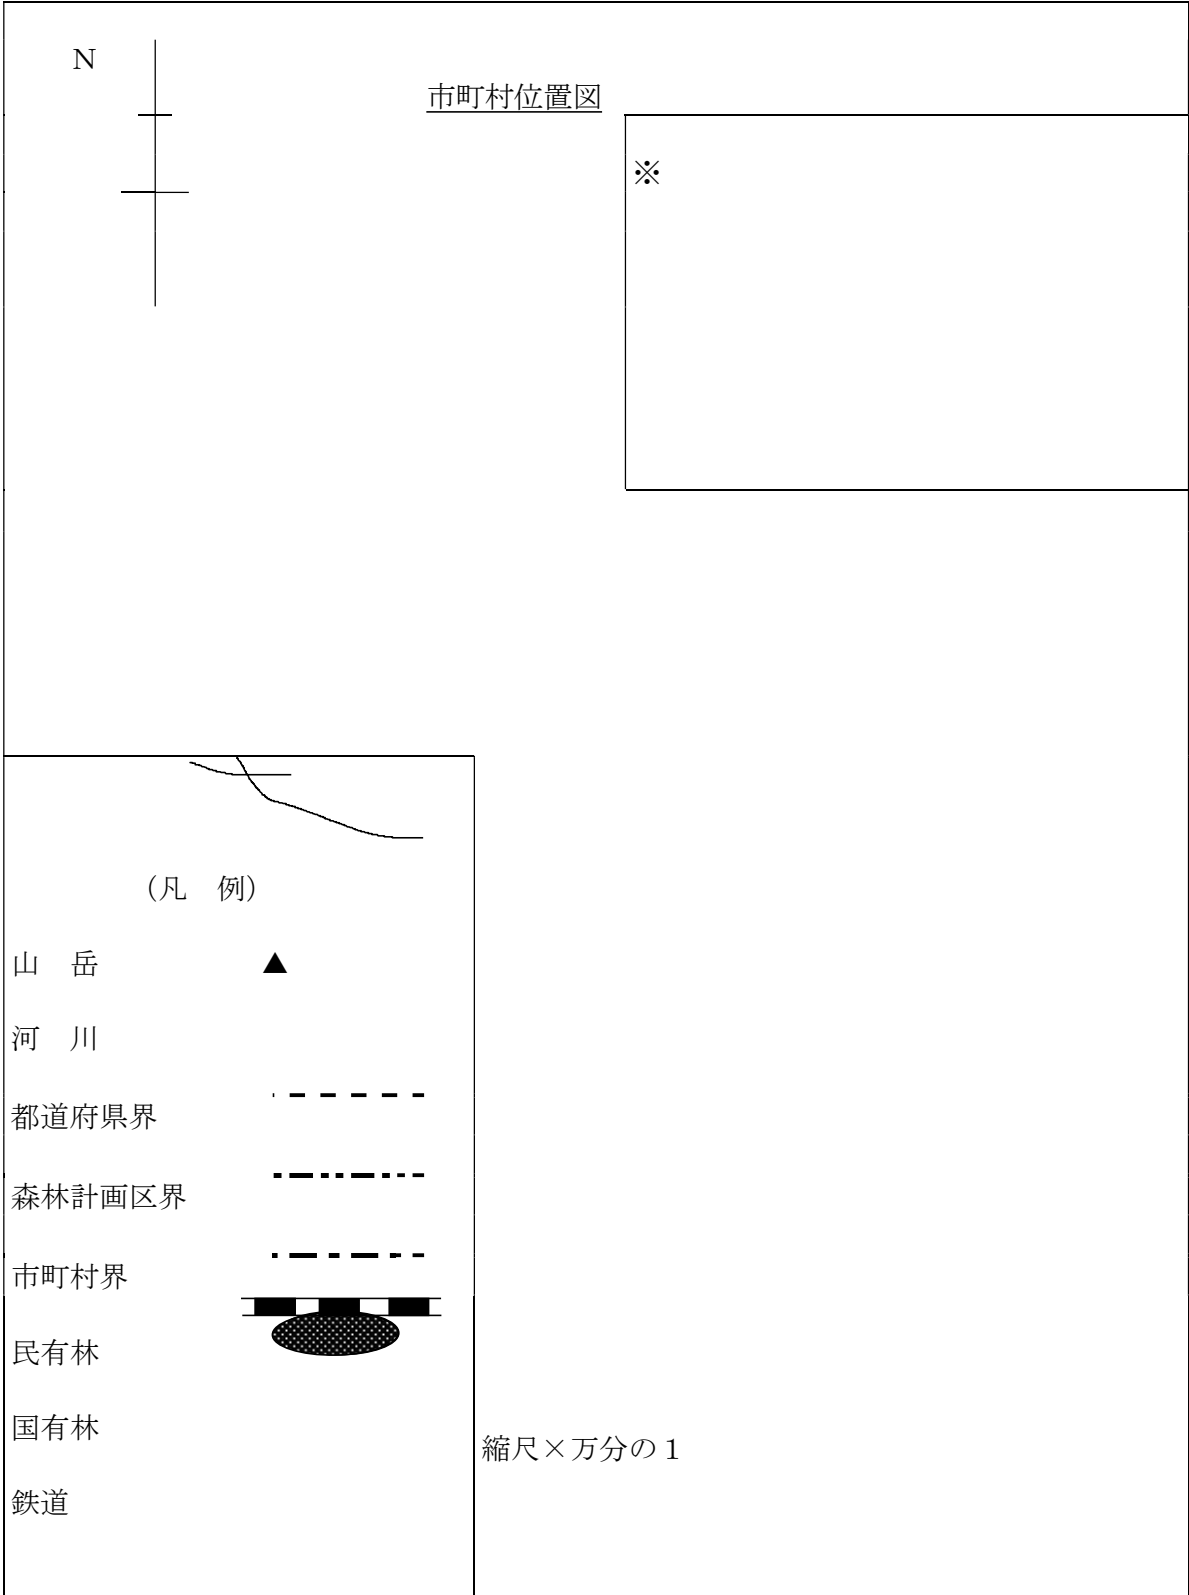 N
市町村位置図
※
(凡　例)
山　岳 ▲
河　川
都道府県界
森林計画区界
市町村界
民有林
国有林
縮尺×万分の１
鉄道